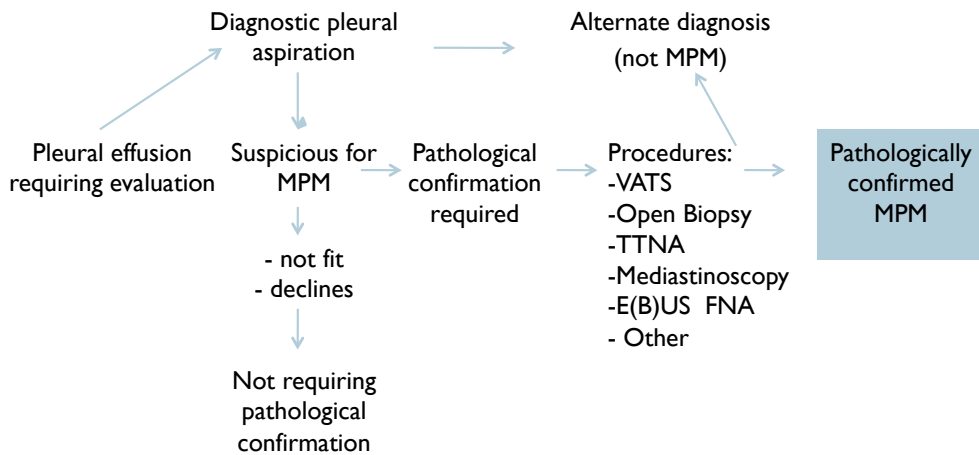 Diagnostic pleural
aspiration
Alternate diagnosis
(not MPM)
Pleural effusion
requiring evaluation
Suspicious for
MPM
Pathological
confirmation
required
Procedures:
-VATS
-Open Biopsy
-TTNA
-Mediastinoscopy
-E(B)US FNA
- Other
Pathologically
confirmed
MPM
- not fit
- declines
Not requiring
pathological
confirmation